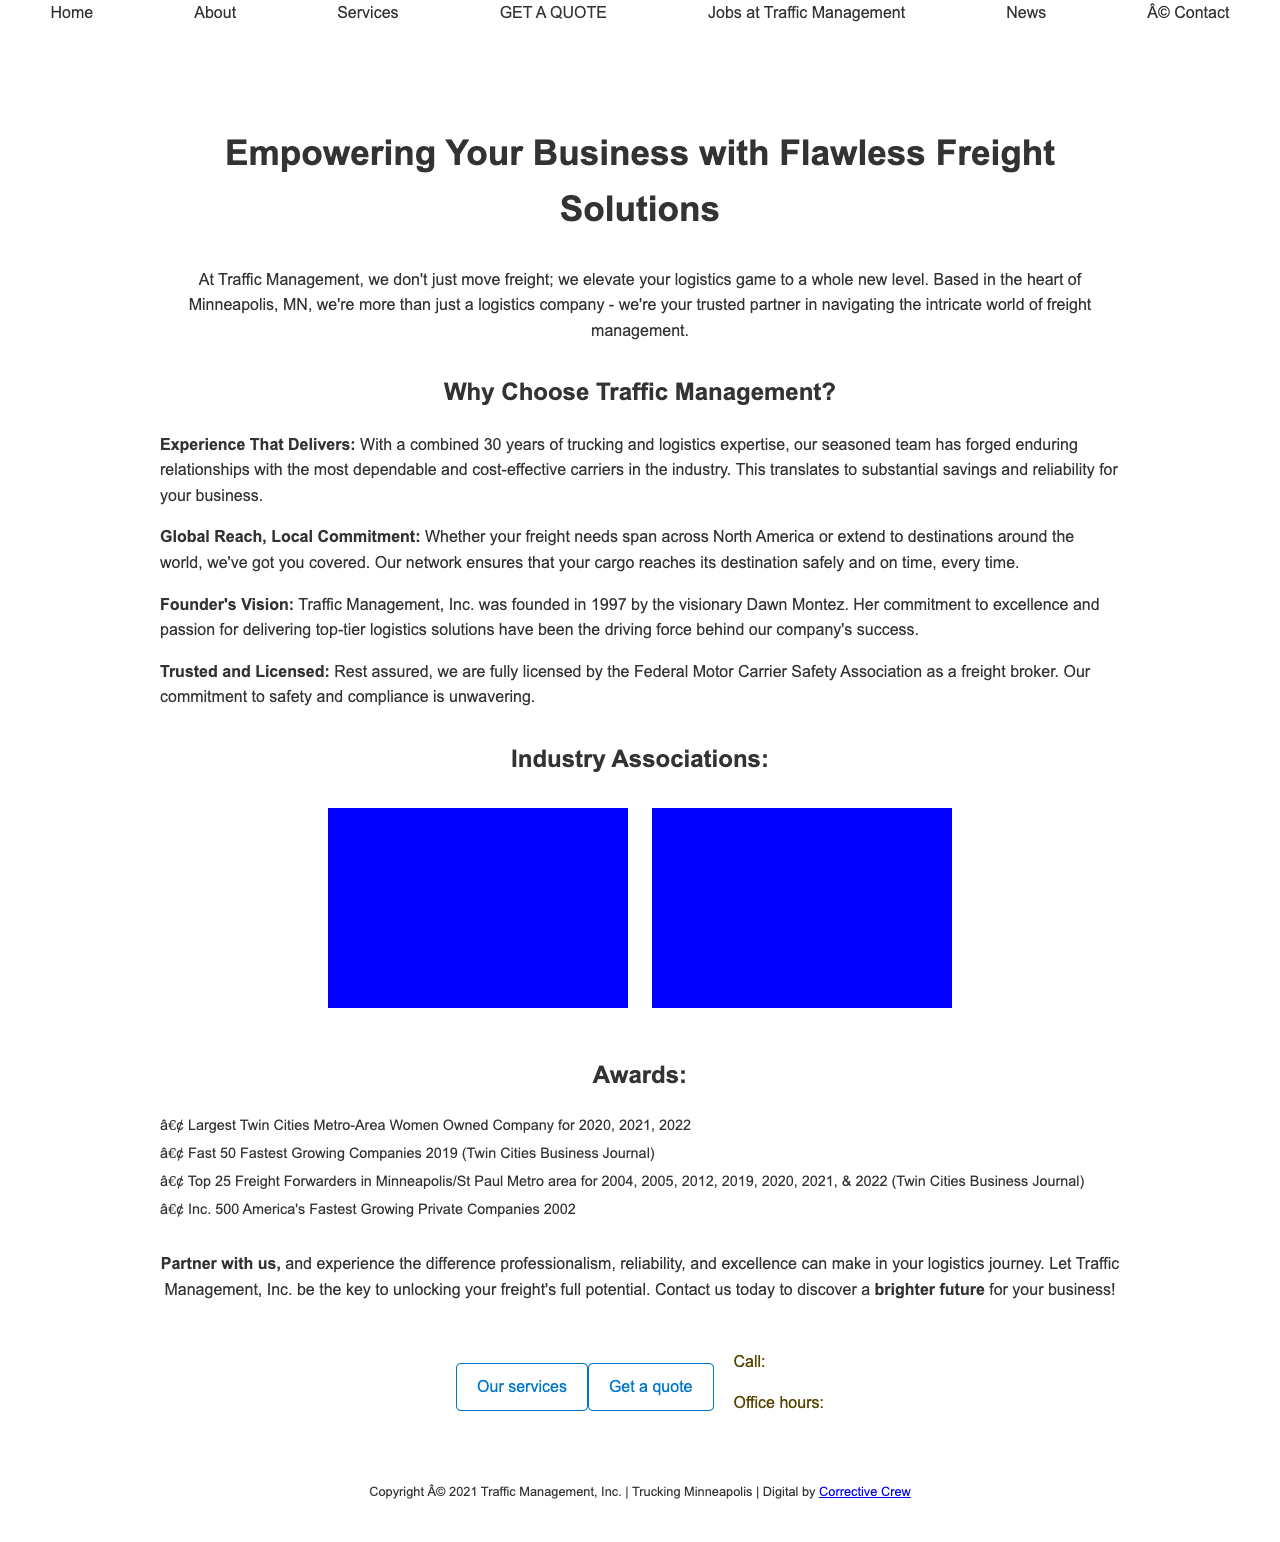 Home About Services GET A QUOTE Jobs at Traffic Management News Â© Contact
Empowering Your Business with Flawless Freight
Solutions
At Traffic Management, we don't just move freight; we elevate your logistics game to a whole new level. Based in the heart of
Minneapolis, MN, we're more than just a logistics company - we're your trusted partner in navigating the intricate world of freight
management.
Why Choose Traffic Management?
Experience That Delivers: With a combined 30 years of trucking and logistics expertise, our seasoned team has forged enduring
relationships with the most dependable and cost-effective carriers in the industry. This translates to substantial savings and reliability for
your business.
Global Reach, Local Commitment: Whether your freight needs span across North America or extend to destinations around the
world, we've got you covered. Our network ensures that your cargo reaches its destination safely and on time, every time.
Founder's Vision: Traffic Management, Inc. was founded in 1997 by the visionary Dawn Montez. Her commitment to excellence and
passion for delivering top-tier logistics solutions have been the driving force behind our company's success.
Trusted and Licensed: Rest assured, we are fully licensed by the Federal Motor Carrier Safety Association as a freight broker. Our
commitment to safety and compliance is unwavering.
Industry Associations:
Awards:
â€¢ Largest Twin Cities Metro-Area Women Owned Company for 2020, 2021, 2022
â€¢ Fast 50 Fastest Growing Companies 2019 (Twin Cities Business Journal)
â€¢ Top 25 Freight Forwarders in Minneapolis/St Paul Metro area for 2004, 2005, 2012, 2019, 2020, 2021, & 2022 (Twin Cities Business Journal)
â€¢ Inc. 500 America's Fastest Growing Private Companies 2002
Partner with us, and experience the difference professionalism, reliability, and excellence can make in your logistics journey. Let Traffic
Management, Inc. be the key to unlocking your freight's full potential. Contact us today to discover a brighter future for your business!
Call:
Our services Get a quote
Office hours:
Copyright Â© 2021 Traffic Management, Inc. | Trucking Minneapolis | Digital by Corrective Crew